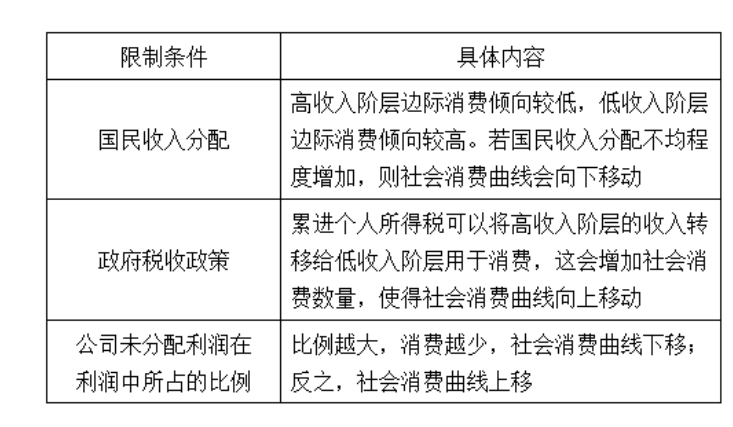 限制条件
具体内容
国民收入分配
高收入阶层边际消费倾向较低，低收入阶层
边际消费倾向较高。若国民收入分配不均程
度增加，则社会消费曲线会向下移动
政府税收政策
累进个人所得税可以将高收入阶层的收入转
移给低收入阶层用于消费，这会增加社会消
费数量，使得社会消费曲线向上移动
公司未分配利润在
利润中所占的比例
比例越大，消费越少，社会消费曲线下移；
反之，社会消费曲线上移